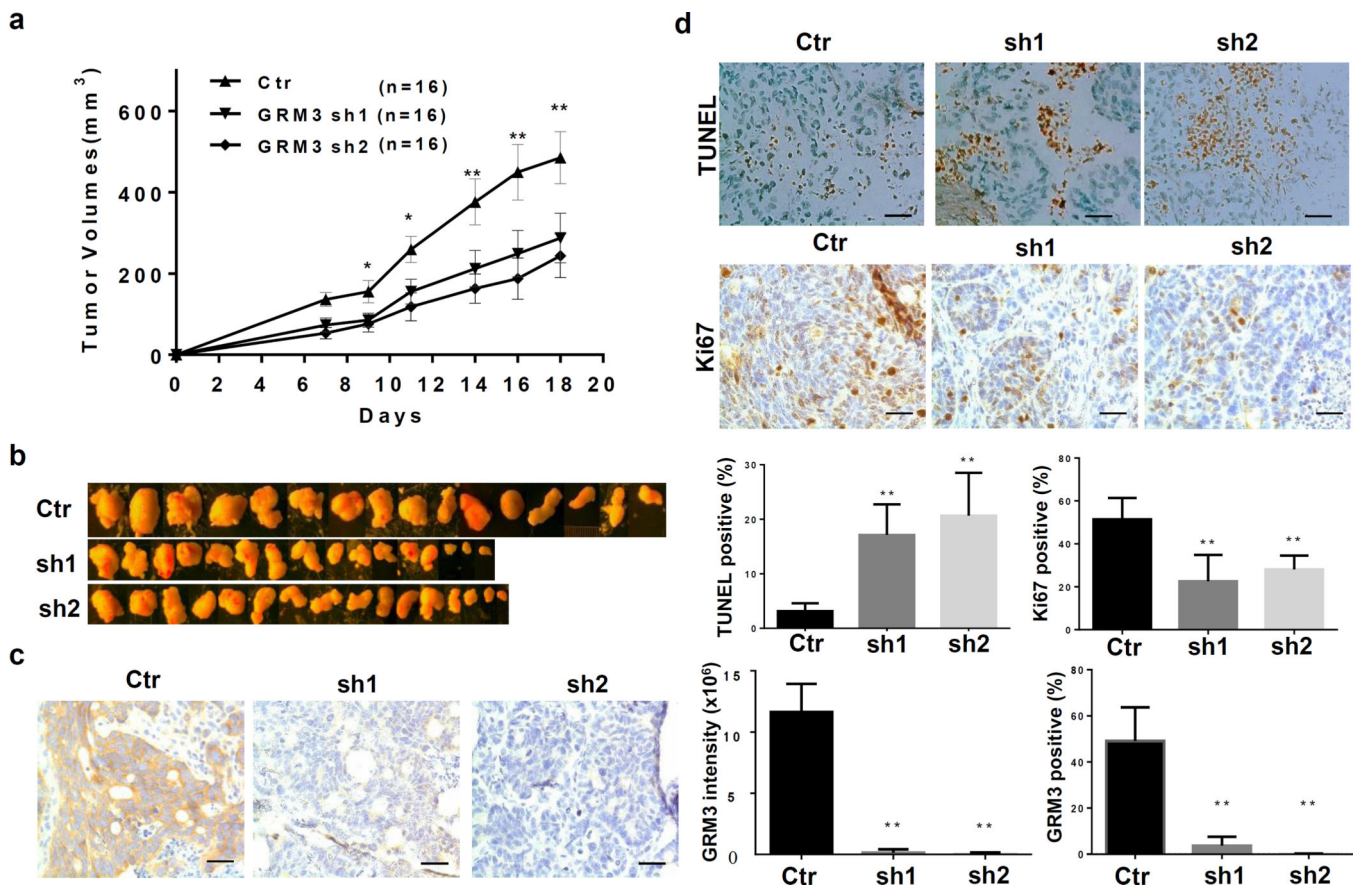 a
Tumor Volumes(mm³)
600
400
200
0
0 2 4 6 8 10 12 14 16 18 20
Days
Ctr (n=16)
GRM3 sh1 (n=16)
GRM3 sh2 (n=16)
* * ** ** **
b
Ctr
sh1
sh2
c
Ctr sh1 sh2
d
Ctr sh1 sh2
TUNEL
Ctr sh1 sh2
Ki67
TUNEL positive (%)
30
20
10
0
** **
Ctr sh1 sh2
Ki67 positive (%)
80
60
40
20
0
** **
Ctr sh1 sh2
GRM3 intensity (x10⁶)
15
10
5
0
** **
Ctr sh1 sh2
GRM3 positive (%)
80
60
40
20
0
** **
Ctr sh1 sh2